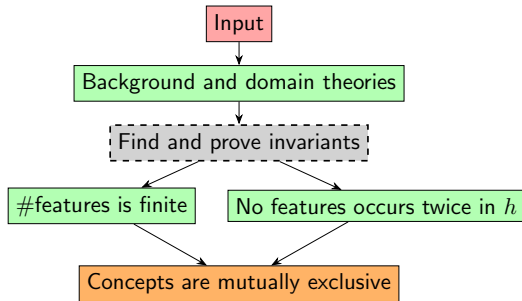 Input
Background and domain theories
Find and prove invariants
#features is finite
No features occurs twice in h
Concepts are mutually exclusive